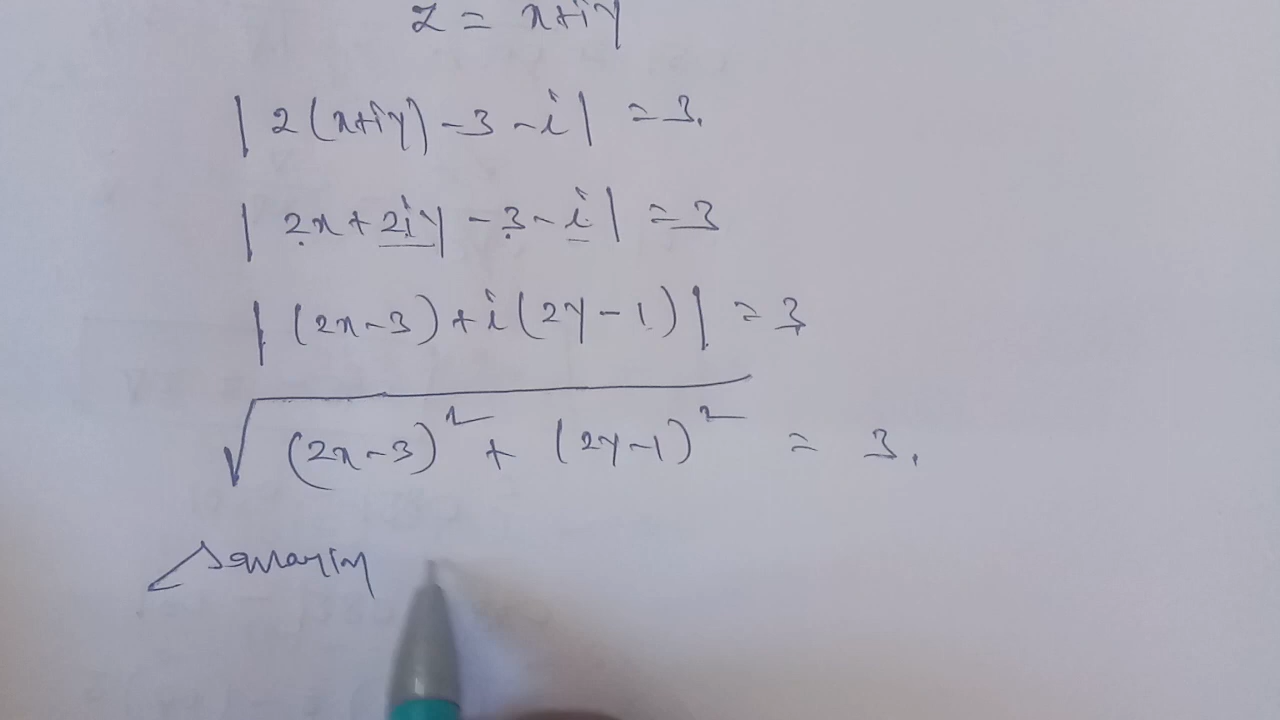 z = x+iy
| 2(x+iy) -3 -i | = 3.
| 2x + 2iy - 3 - i | = 3
| (2x-3) + i(2y-1) | = 3
√((2x-3)² + (2y-1)²) = 3.
Squarin